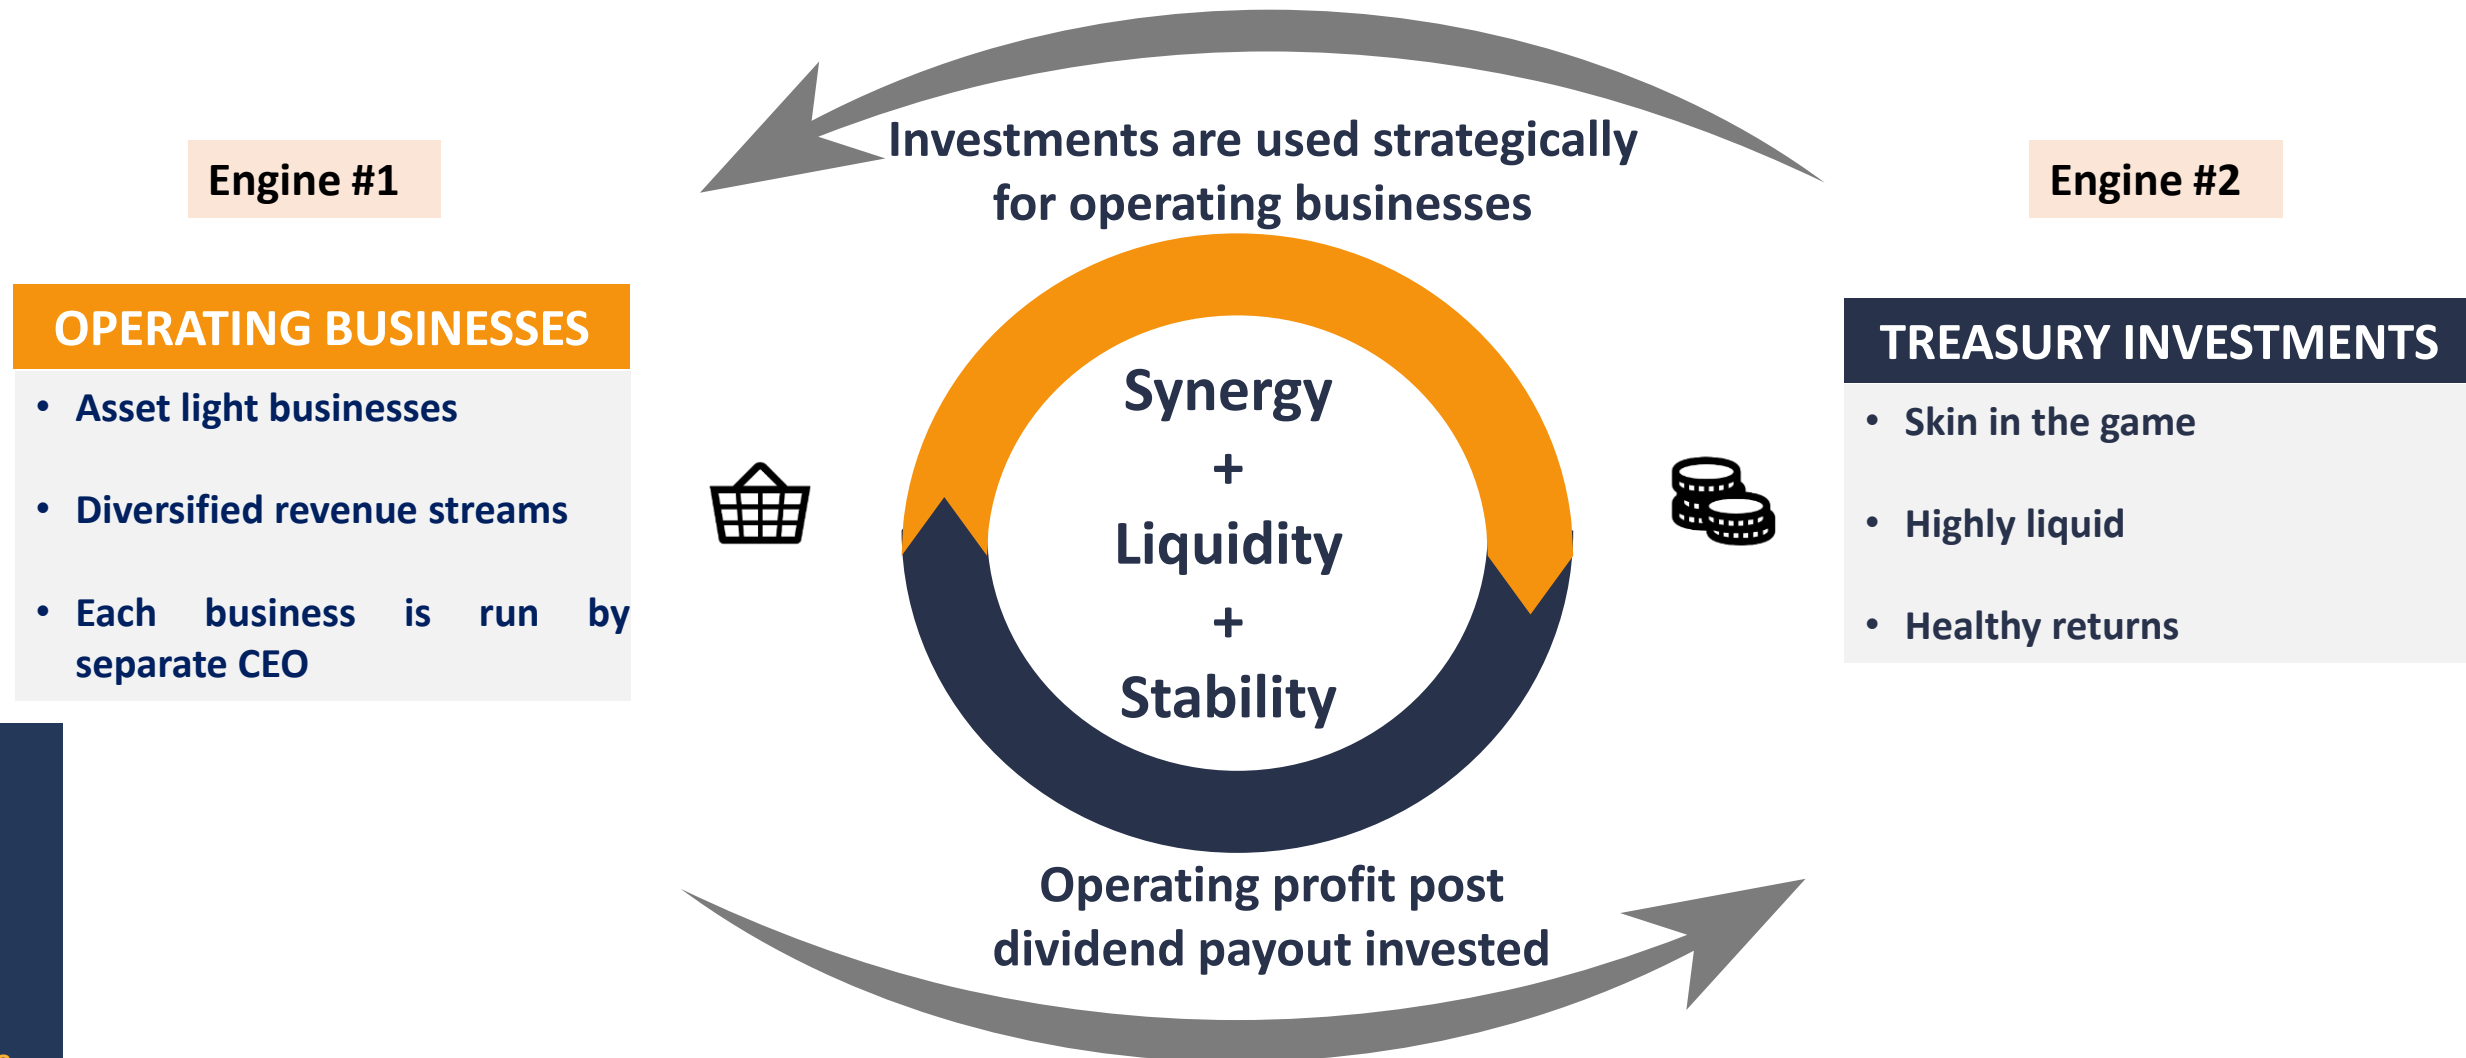 Investments are used strategically
for operating businesses
Engine #1
Engine #2
OPERATING BUSINESSES
• Asset light businesses
• Diversified revenue streams
• Each business is run by
separate CEO
Synergy
+
Liquidity
+
Stability
TREASURY INVESTMENTS
• Skin in the game
• Highly liquid
• Healthy returns
Operating profit post
dividend payout invested